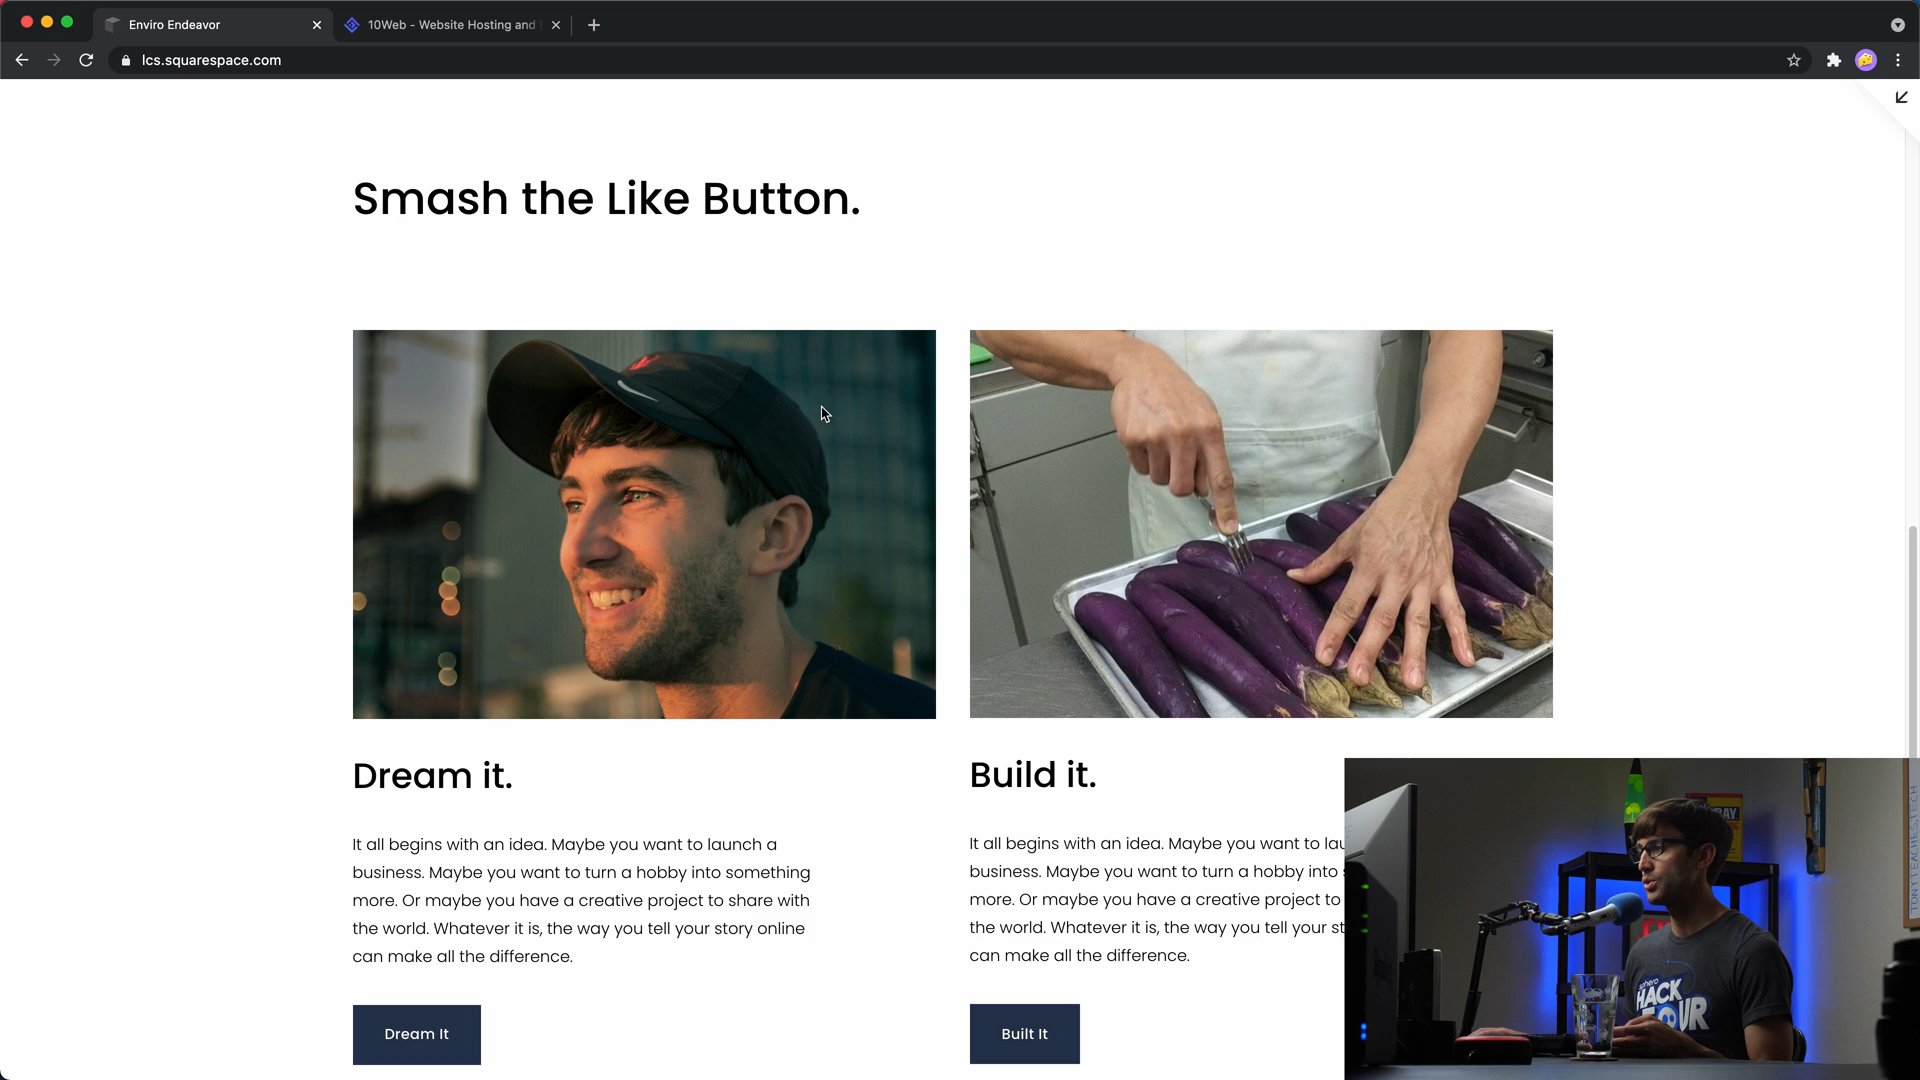 Enviro Endeavor
10Web - Website Hosting and
lcs.squarespace.com
Smash the Like Button.
Dream it.
It all begins with an idea. Maybe you want to launch a
business. Maybe you want to turn a hobby into something
more. Or maybe you have a creative project to share with
the world. Whatever it is, the way you tell your story online
can make all the difference.
Dream It
Build it.
It all begins with an idea. Maybe you want to lau
business. Maybe you want to turn a hobby into
more. Or maybe you have a creative project to
the world. Whatever it is, the way you tell your st
can make all the difference.
Built It
TONYTEACHES.TECH
sphero
HACK